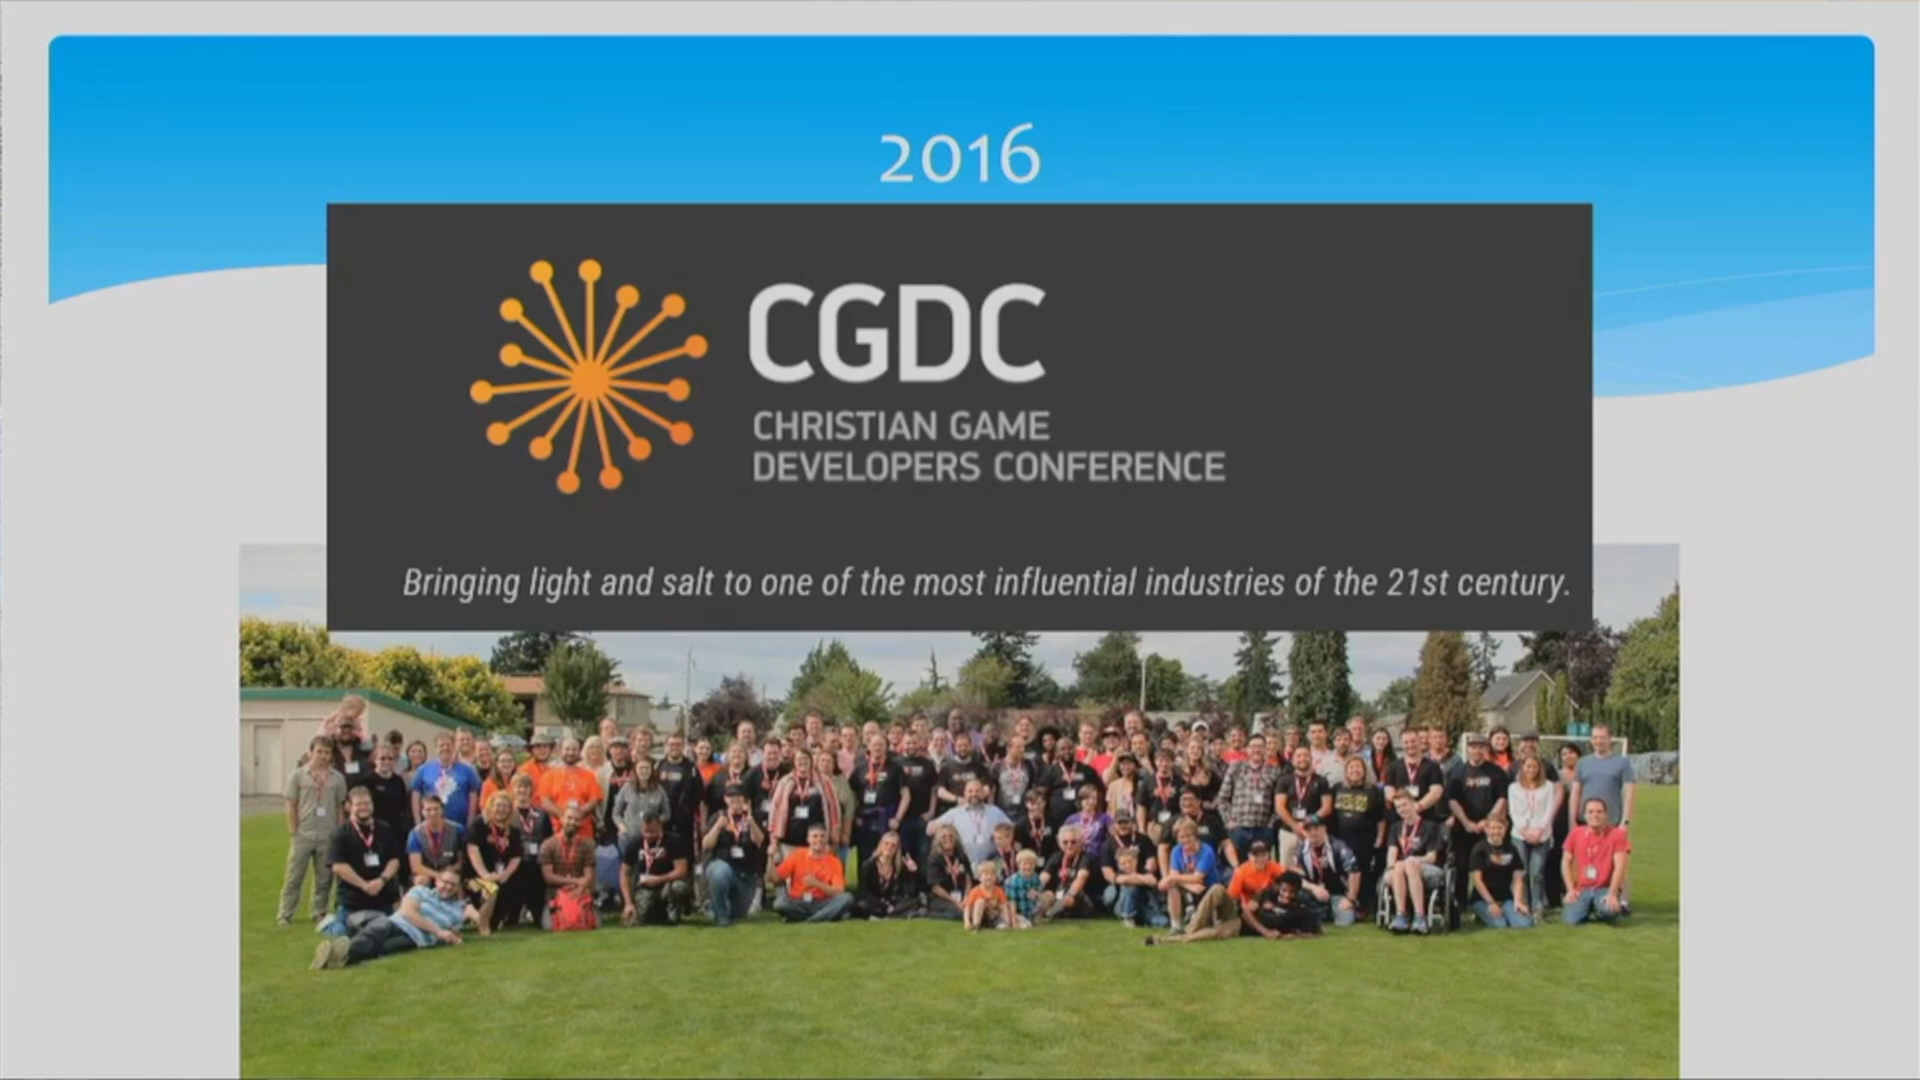 2016
CGDC
CHRISTIAN GAME
DEVELOPERS CONFERENCE
Bringing light and salt to one of the most influential industries of the 21st century.